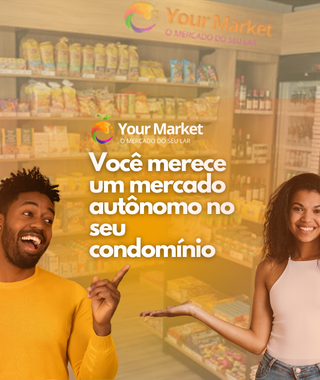 Your Market
O MERCADO DO SEU LAR
Your Market
O MERCADO DO SEU LAR
Você merece
um mercado
autônomo no
seu
condomínio